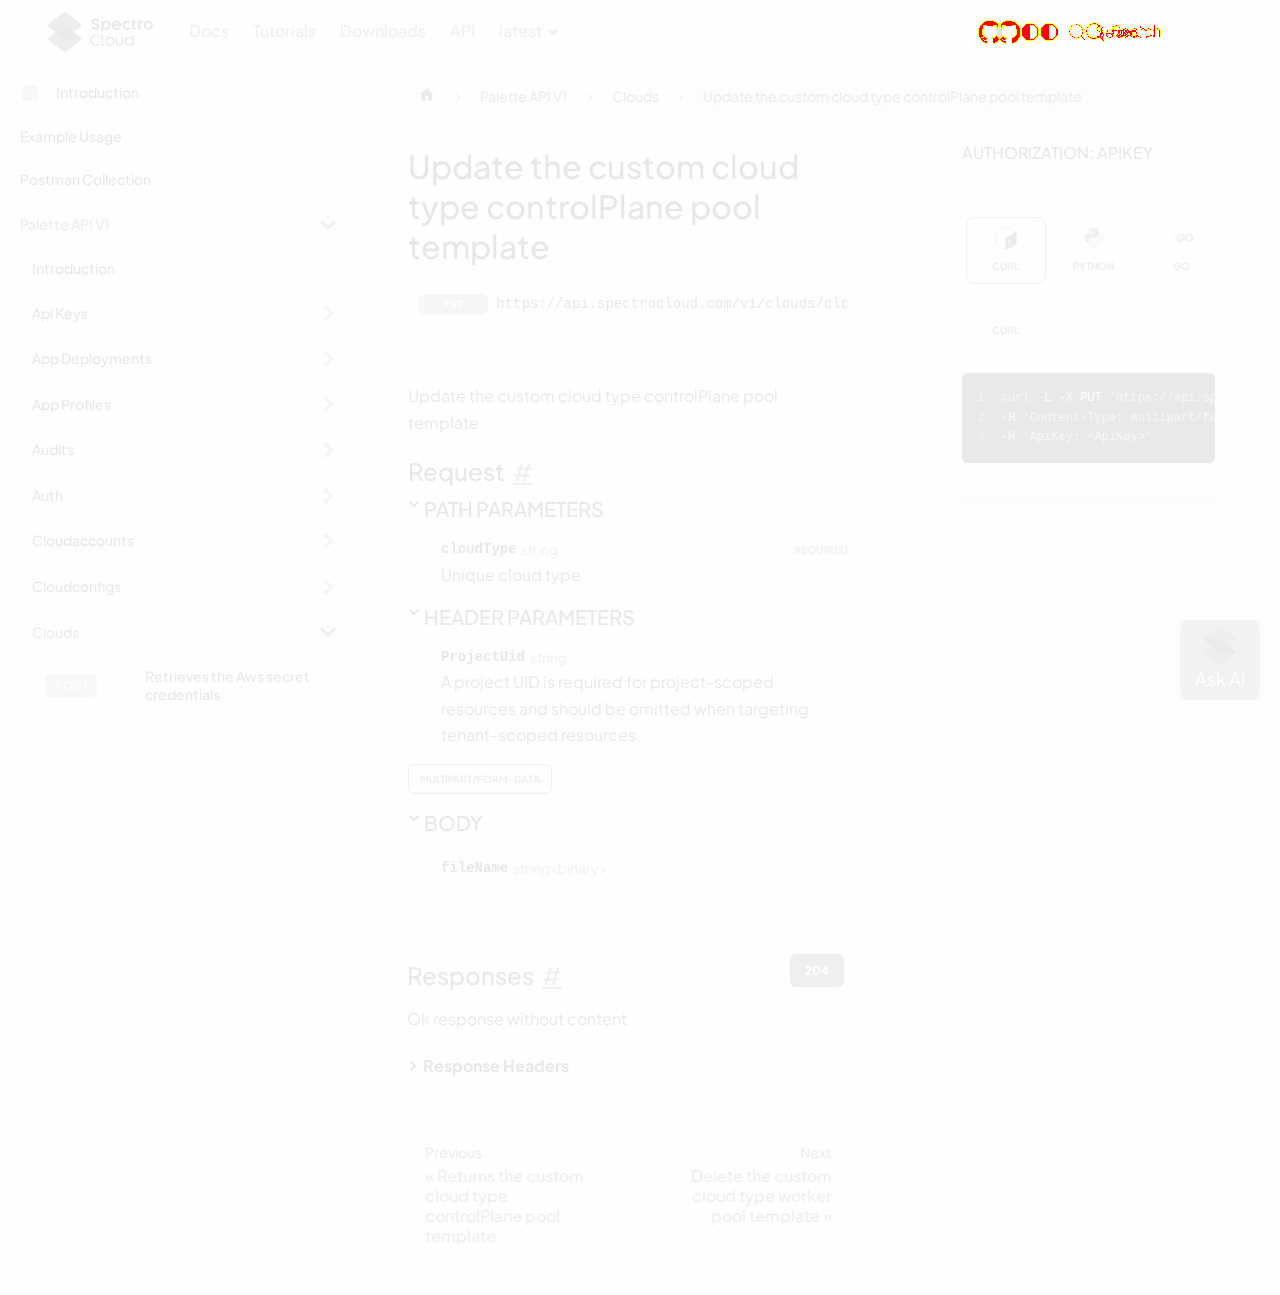 Spectro
Cloud
Docs Tutorials Downloads API latest
Introduction
Example Usage
Postman Collection
Palette API V1
Introduction
Api Keys
App Deployments
App Profiles
Audits
Auth
Cloudaccounts
Cloudconfigs
Clouds
POST Retrieves the Aws secret
credentials
Palette API V1 Clouds Update the custom cloud type controlPlane pool template
Update the custom cloud
type controlPlane pool
template
PUT https://api.spectrocloud.com/v1/clouds/clo
Update the custom cloud type controlPlane pool
template
Request #
PATH PARAMETERS
cloudType string REQUIRED
Unique cloud type
HEADER PARAMETERS
ProjectUid string
A project UID is required for project-scoped
resources and should be omitted when targeting
tenant-scoped resources
MULTIPART/FORM-DATA
BODY
fileName string<binary>
Responses #
204
Ok response without content
Response Headers
Previous
« Returns the custom
cloud type
controlPlane pool
template
Next
Delete the custom
cloud type worker
pool template »
AUTHORIZATION: APIKEY
CURL PYTHON GO
GO
CURL
1 curl -L -X PUT 'https://api.sp
2 -H 'Content-Type: multipart/fo
3 -H 'ApiKey: <ApiKey>'
Ask AI